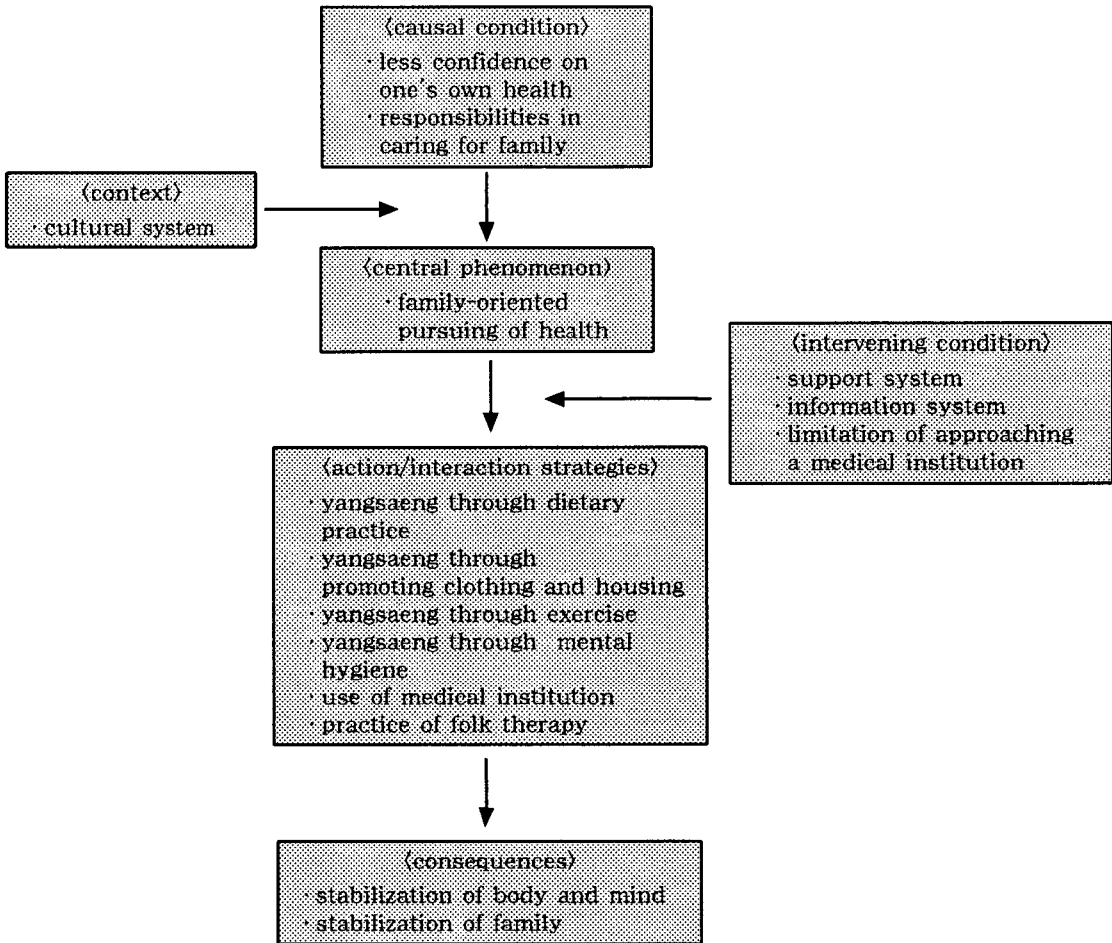 〈causal condition〉
· less confidence on
one's own health
· responsibilities in
caring for family
〈context〉
· cultural system
〈central phenomenon〉
· family-oriented
pursuing of health
〈intervening condition〉
· support system
· information system
· limitation of approaching
a medical institution
〈action/interaction strategies〉
· yangsaeng through dietary
practice
· yangsaeng through
promoting clothing and housing
· yangsaeng through exercise
· yangsaeng through mental
hygiene
· use of medical institution
· practice of folk therapy
〈consequences〉
· stabilization of body and mind
· stabilization of family